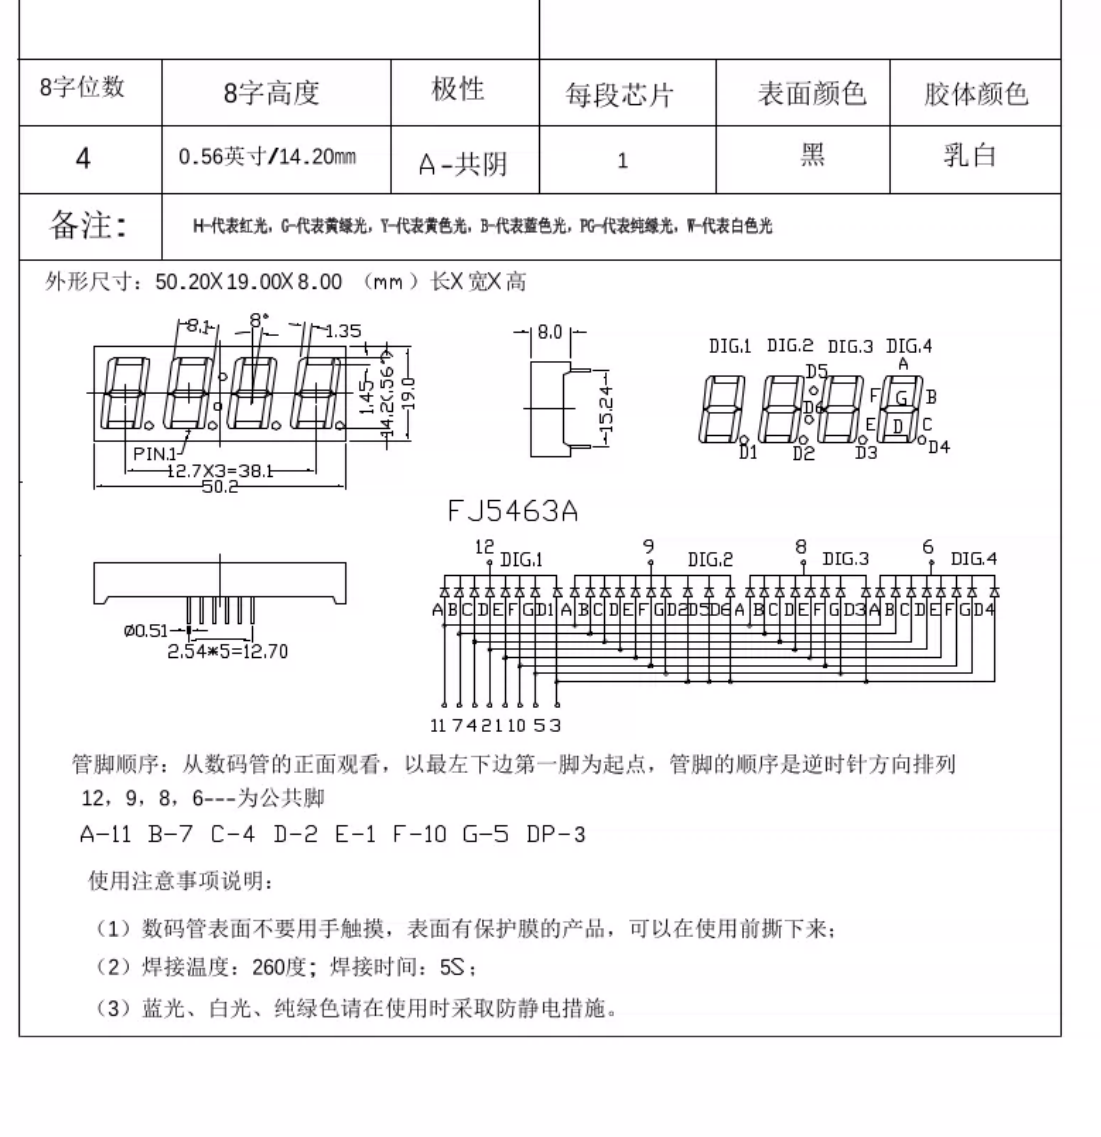 8字位数 8字高度 极性 每段芯片 表面颜色 胶体颜色
4 0.56英寸/14.20mm A-共阴 1 黑 乳白
备注: H-代表红光, G-代表黄绿光, Y-代表黄色光, B-代表蓝色光, PG-代表纯绿光, W-代表白色光
外形尺寸: 50.20X19.00X8.00 (mm) 长X宽X高
8.1 8° 1.35
1.45 14.2(.56") 19.0
PIN.1
12.7X3=38.1
50.2
8.0
15.24
DIG.1 DIG.2 DIG.3 DIG.4
A
D5
F G B
D6
E D C
D1 D2 D3 D4
FJ5463A
12 9 8 6
DIG.1 DIG.2 DIG.3 DIG.4
A B C D E F G D1 A B C D E F G D2 D5 D6 A B C D E F G D3 A B C D E F G D4
Ø0.51
2.54*5=12.70
11 7 4 2 1 10 5 3
管脚顺序: 从数码管的正面观看, 以最左下边第一脚为起点, 管脚的顺序是逆时针方向排列
12, 9, 8, 6---为公共脚
A-11 B-7 C-4 D-2 E-1 F-10 G-5 DP-3
使用注意事项说明:
(1) 数码管表面不要用手触摸, 表面有保护膜的产品, 可以在使用前撕下来;
(2) 焊接温度: 260度; 焊接时间: 5S;
(3) 蓝光、白光、纯绿色请在使用时采取防静电措施。